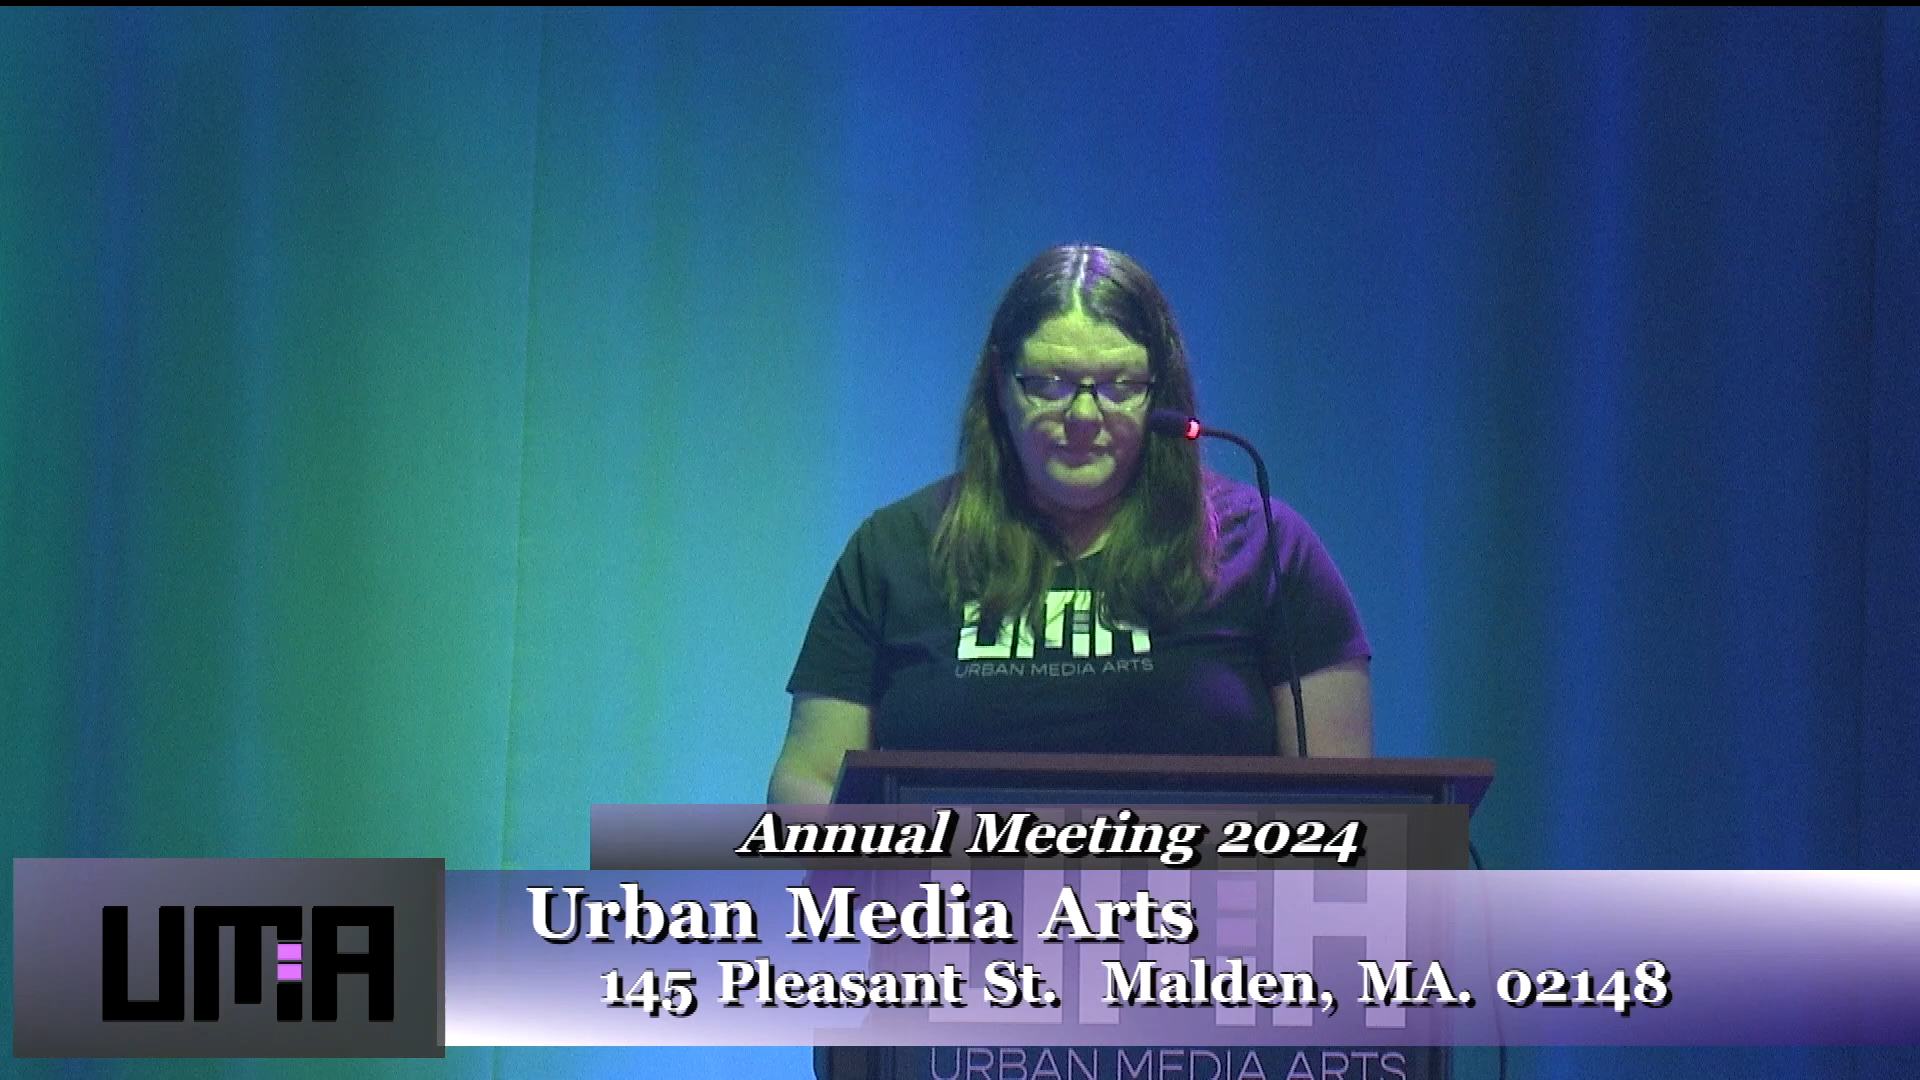 UMA
URBAN MEDIA ARTS
Annual Meeting 2024
UMA
Urban Media Arts
145 Pleasant St. Malden, MA. 02148
UMA
URBAN MEDIA ARTS